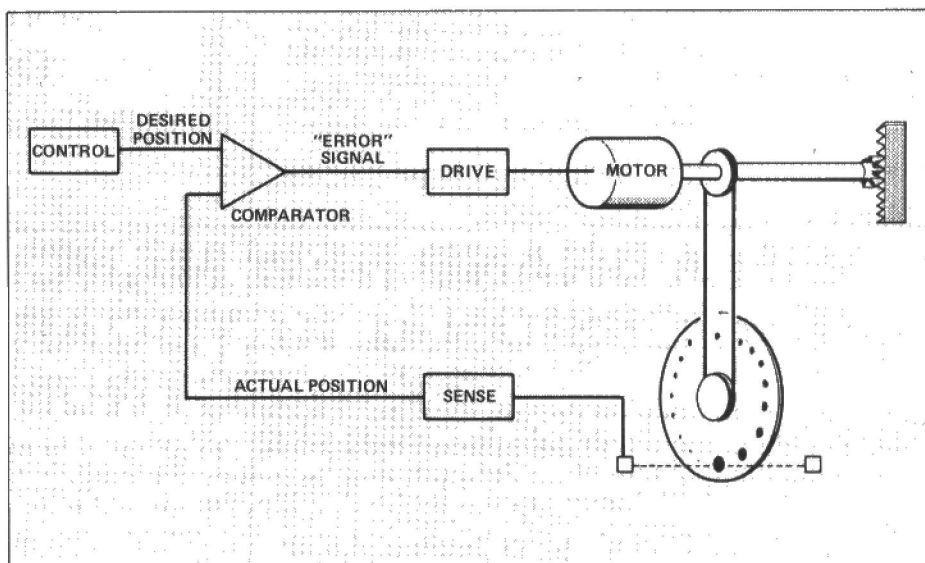 CONTROL
DESIRED
POSITION
"ERROR"
SIGNAL
COMPARATOR
DRIVE
MOTOR
ACTUAL POSITION
SENSE